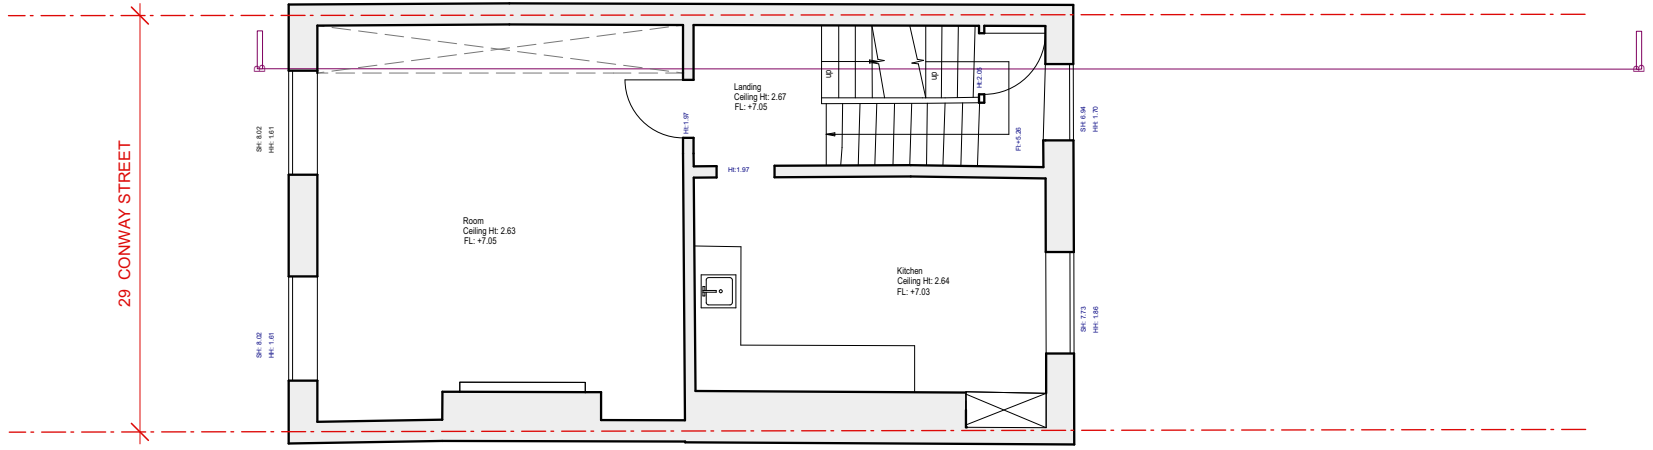 29 CONWAY STREET
SH: 8.02
HH: 1.61
SH: 8.02
HH: 1.61
Room
Ceiling Ht: 2.63
FL: +7.05
Ht:1.97
Landing
Ceiling Ht: 2.67
FL: +7.05
Ht:1.97
up
up
Ht:2.05
Fl:+5.26
Kitchen
Ceiling Ht: 2.64
FL: +7.03
SH: 6.94
HH: 1.70
SH: 7.73
HH: 1.86